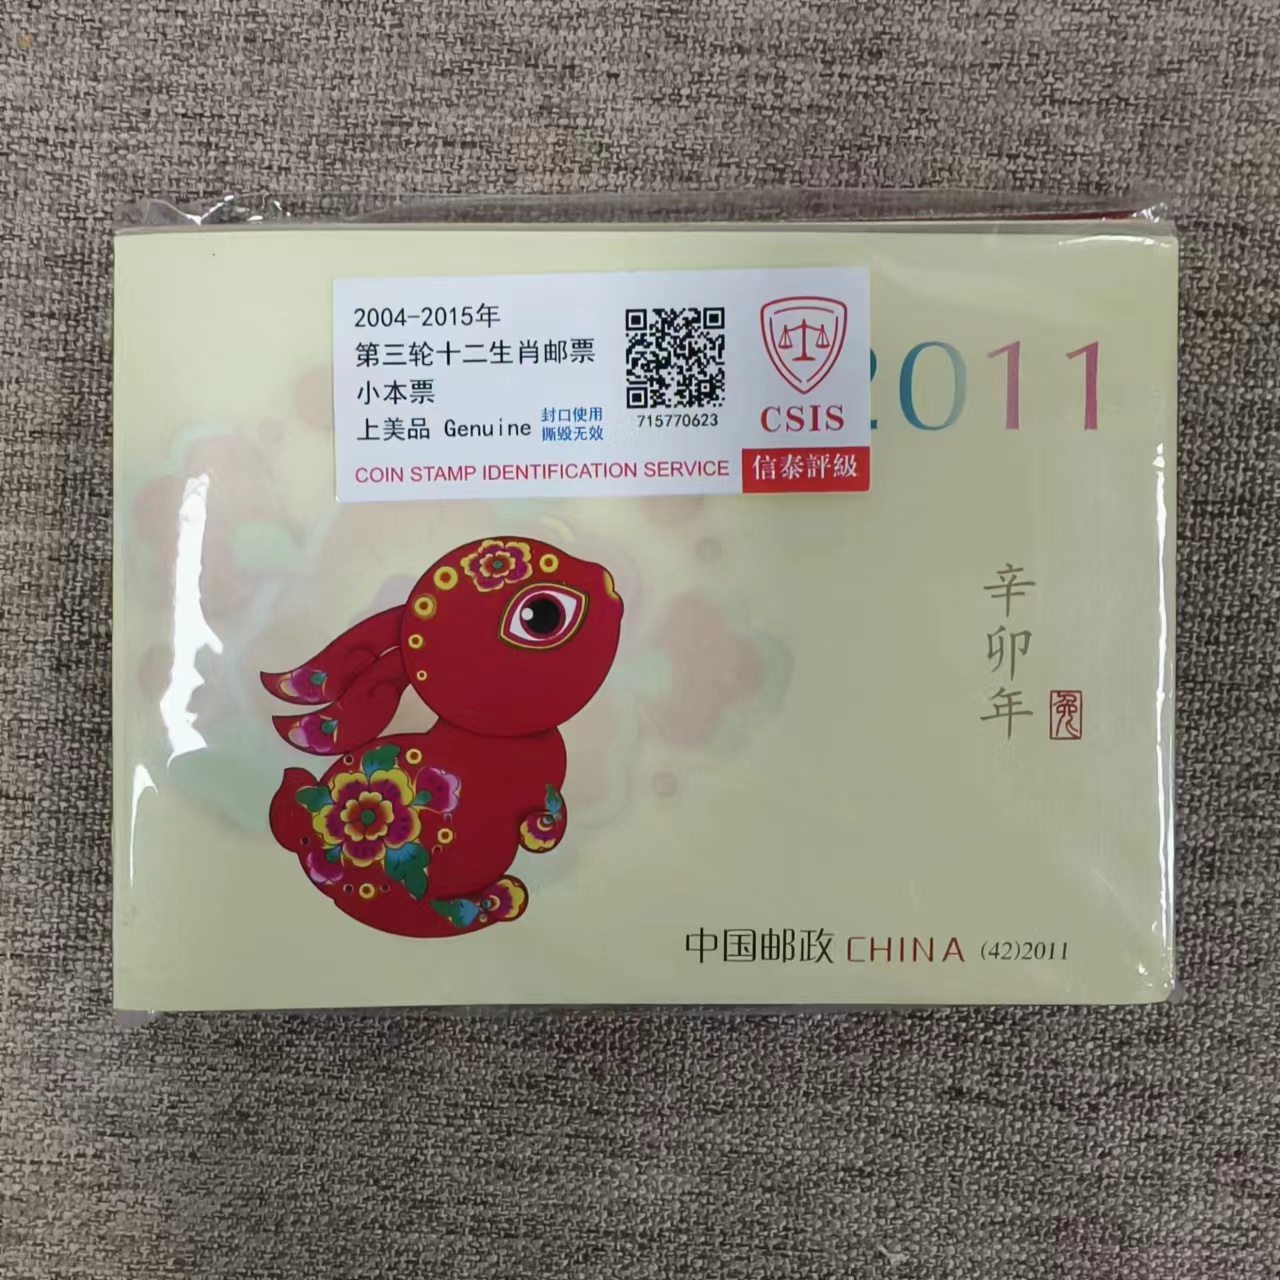 2004-2015年
第三轮十二生肖邮票
小本票
上美品 Genuine
封口使用
撕毁无效
715770623
COIN STAMP IDENTIFICATION SERVICE
CSIS
信泰評級
2011
辛
卯
年
兔
中国邮政 CHINA (42)2011